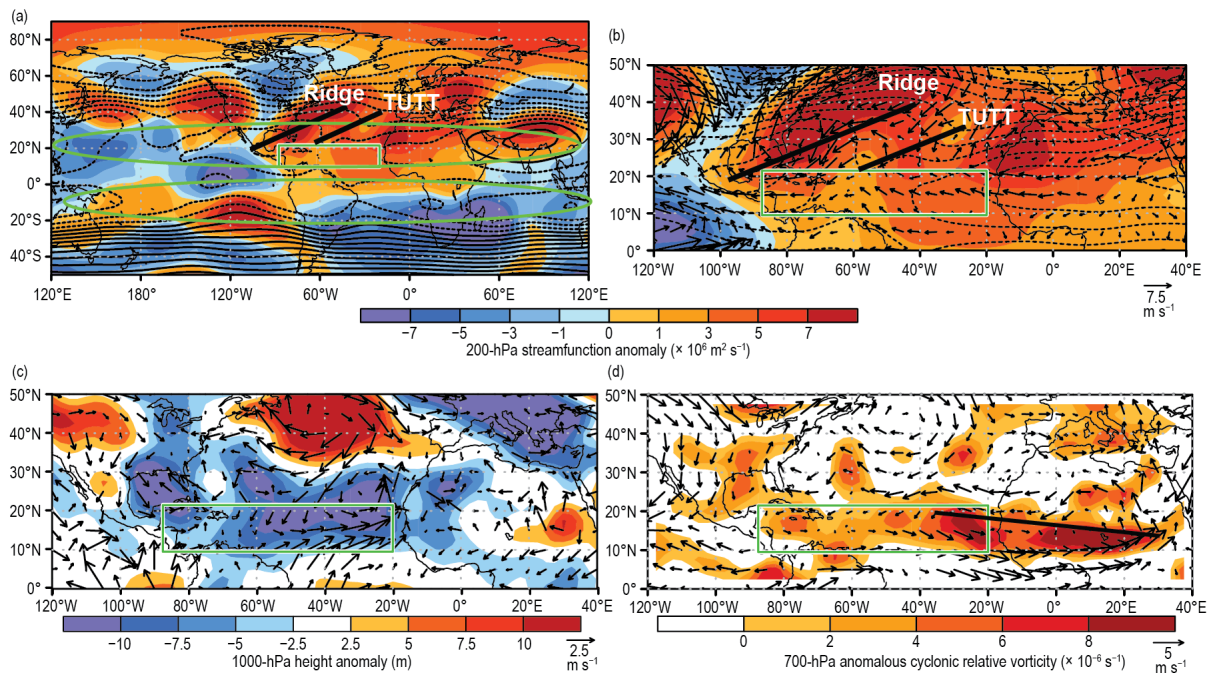 (a)
80°N
60°N
40°N
20°N
0°
20°S
40°S
120°E 180° 120°W 60°W 0° 60°E 120°E
Ridge
TUTT
(b)
50°N
40°N
30°N
20°N
10°N
0°
120°W 100°W 80°W 60°W 40°W 20°W 0° 20°E 40°E
Ridge
TUTT
7.5
m s⁻¹
−7 −5 −3 −1 0 1 3 5 7
200-hPa streamfunction anomaly (× 10⁶ m² s⁻¹)
(c)
50°N
40°N
30°N
20°N
10°N
0°
120°W 100°W 80°W 60°W 40°W 20°W 0° 20°E 40°E
−10 −7.5 −5 −2.5 2.5 5 7.5 10
1000-hPa height anomaly (m)
2.5
m s⁻¹
(d)
50°N
40°N
30°N
20°N
10°N
0°
120°W 100°W 80°W 60°W 40°W 20°W 0° 20°E 40°E
0 2 4 6 8
700-hPa anomalous cyclonic relative vorticity (× 10⁻⁶ s⁻¹)
5
m s⁻¹